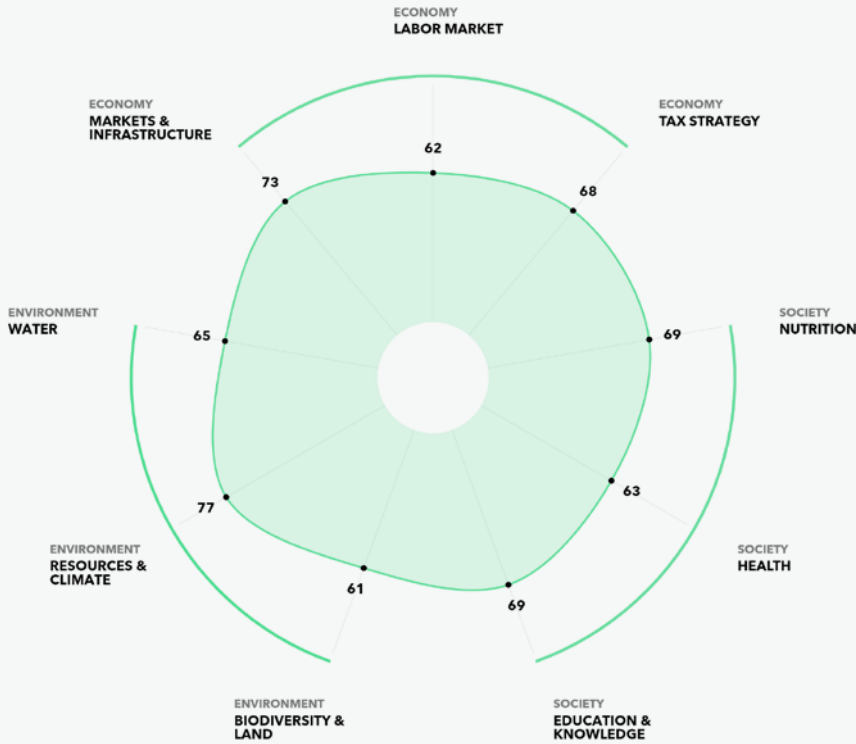 ECONOMY
LABOR MARKET
ECONOMY
MARKETS &
INFRASTRUCTURE
ECONOMY
TAX STRATEGY
62
73
68
ENVIRONMENT
WATER
65
69
SOCIETY
NUTRITION
77
63
ENVIRONMENT
RESOURCES &
CLIMATE
SOCIETY
HEALTH
61
69
ENVIRONMENT
BIODIVERSITY &
LAND
SOCIETY
EDUCATION &
KNOWLEDGE